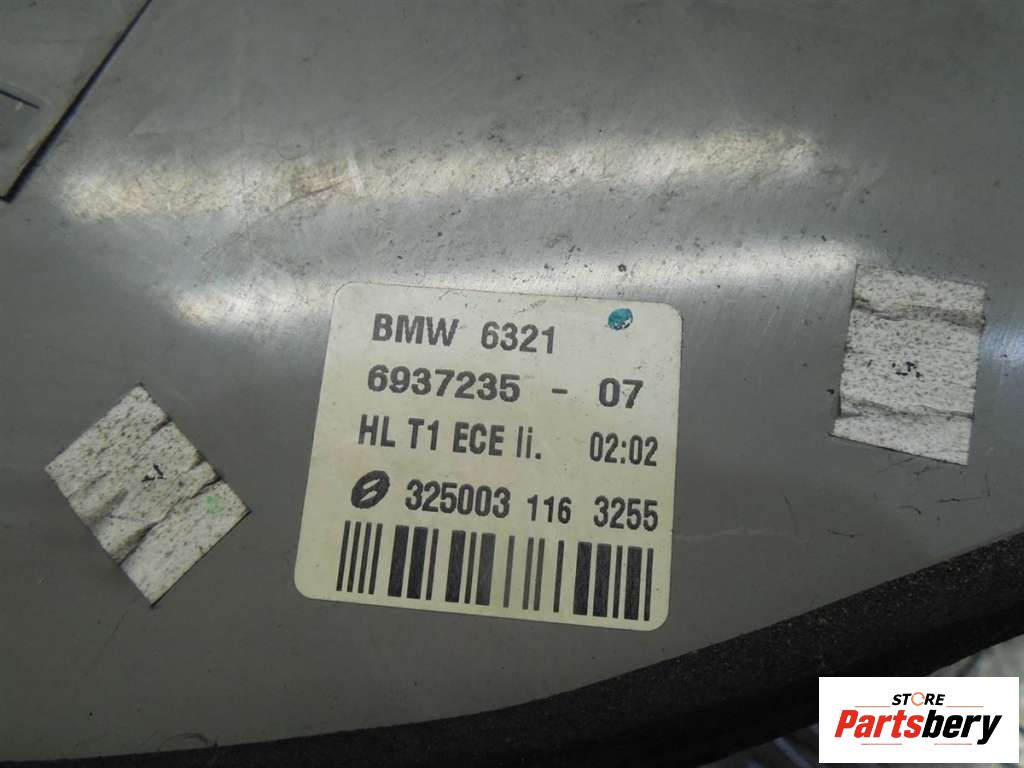 BMW 6321
6937235 - 07
HL T1 ECE li. 02:02
325003 116 3255
STORE
Partsbery